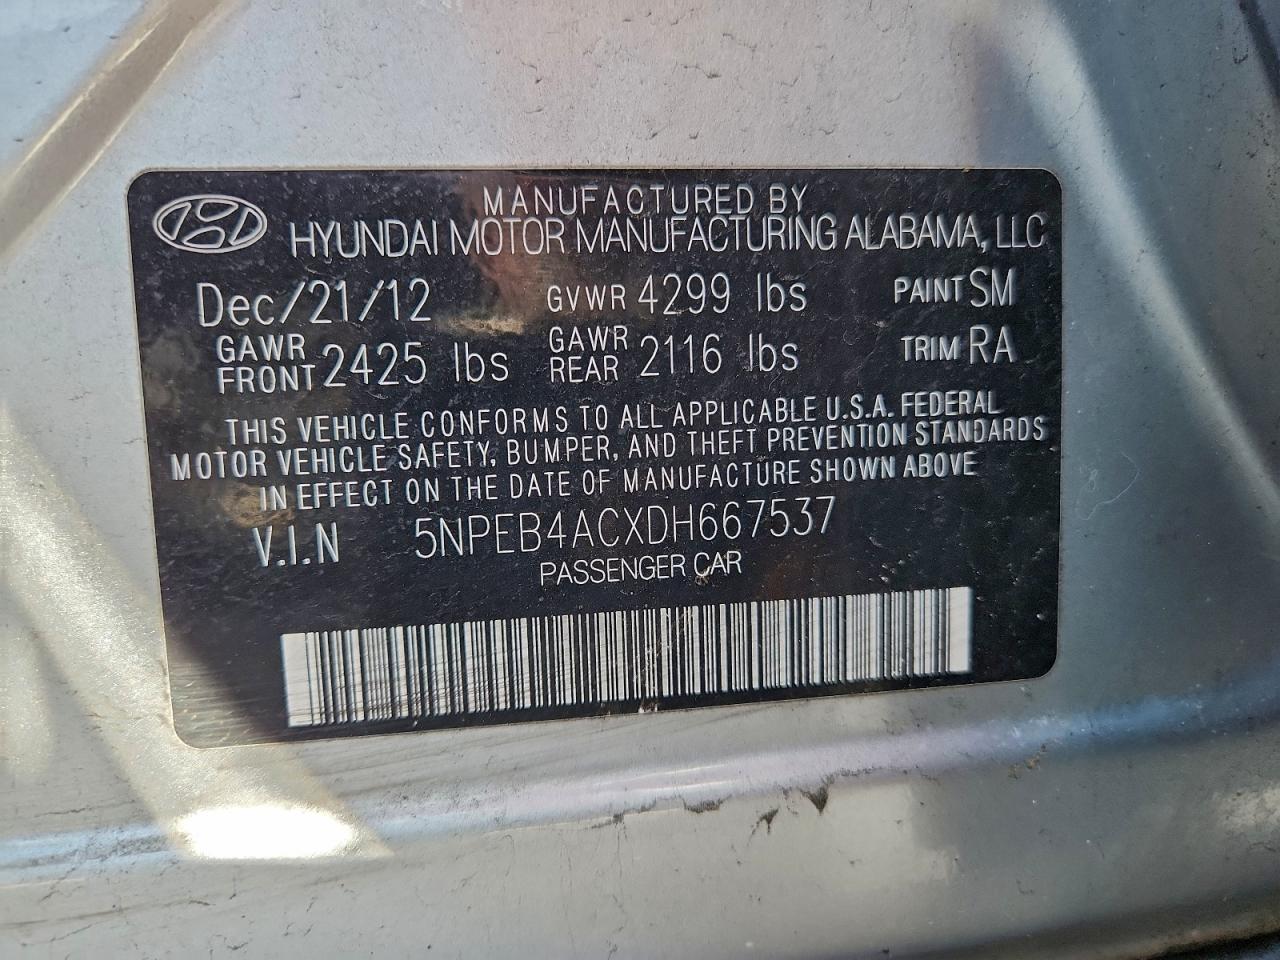 MANUFACTURED BY
HYUNDAI MOTOR MANUFACTURING ALABAMA, LLC
Dec/21/12 GVWR 4299 lbs PAINT SM
GAWR FRONT 2425 lbs GAWR REAR 2116 lbs TRIM RA
THIS VEHICLE CONFORMS TO ALL APPLICABLE U.S.A. FEDERAL
MOTOR VEHICLE SAFETY, BUMPER, AND THEFT PREVENTION STANDARDS
IN EFFECT ON THE DATE OF MANUFACTURE SHOWN ABOVE
V.I.N 5NPEB4ACXDH667537
PASSENGER CAR